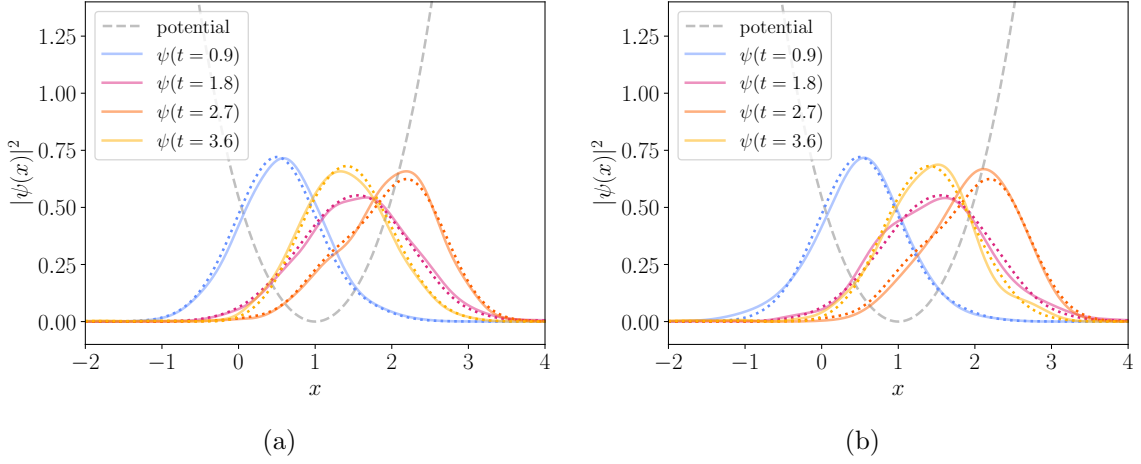 1.25
1.00
0.75
0.50
0.25
0.00
|ψ(x)|²
potential
ψ(t = 0.9)
ψ(t = 1.8)
ψ(t = 2.7)
ψ(t = 3.6)
−2 −1 0 1 2 3 4
x
(a)
1.25
1.00
0.75
0.50
0.25
0.00
|ψ(x)|²
potential
ψ(t = 0.9)
ψ(t = 1.8)
ψ(t = 2.7)
ψ(t = 3.6)
−2 −1 0 1 2 3 4
x
(b)